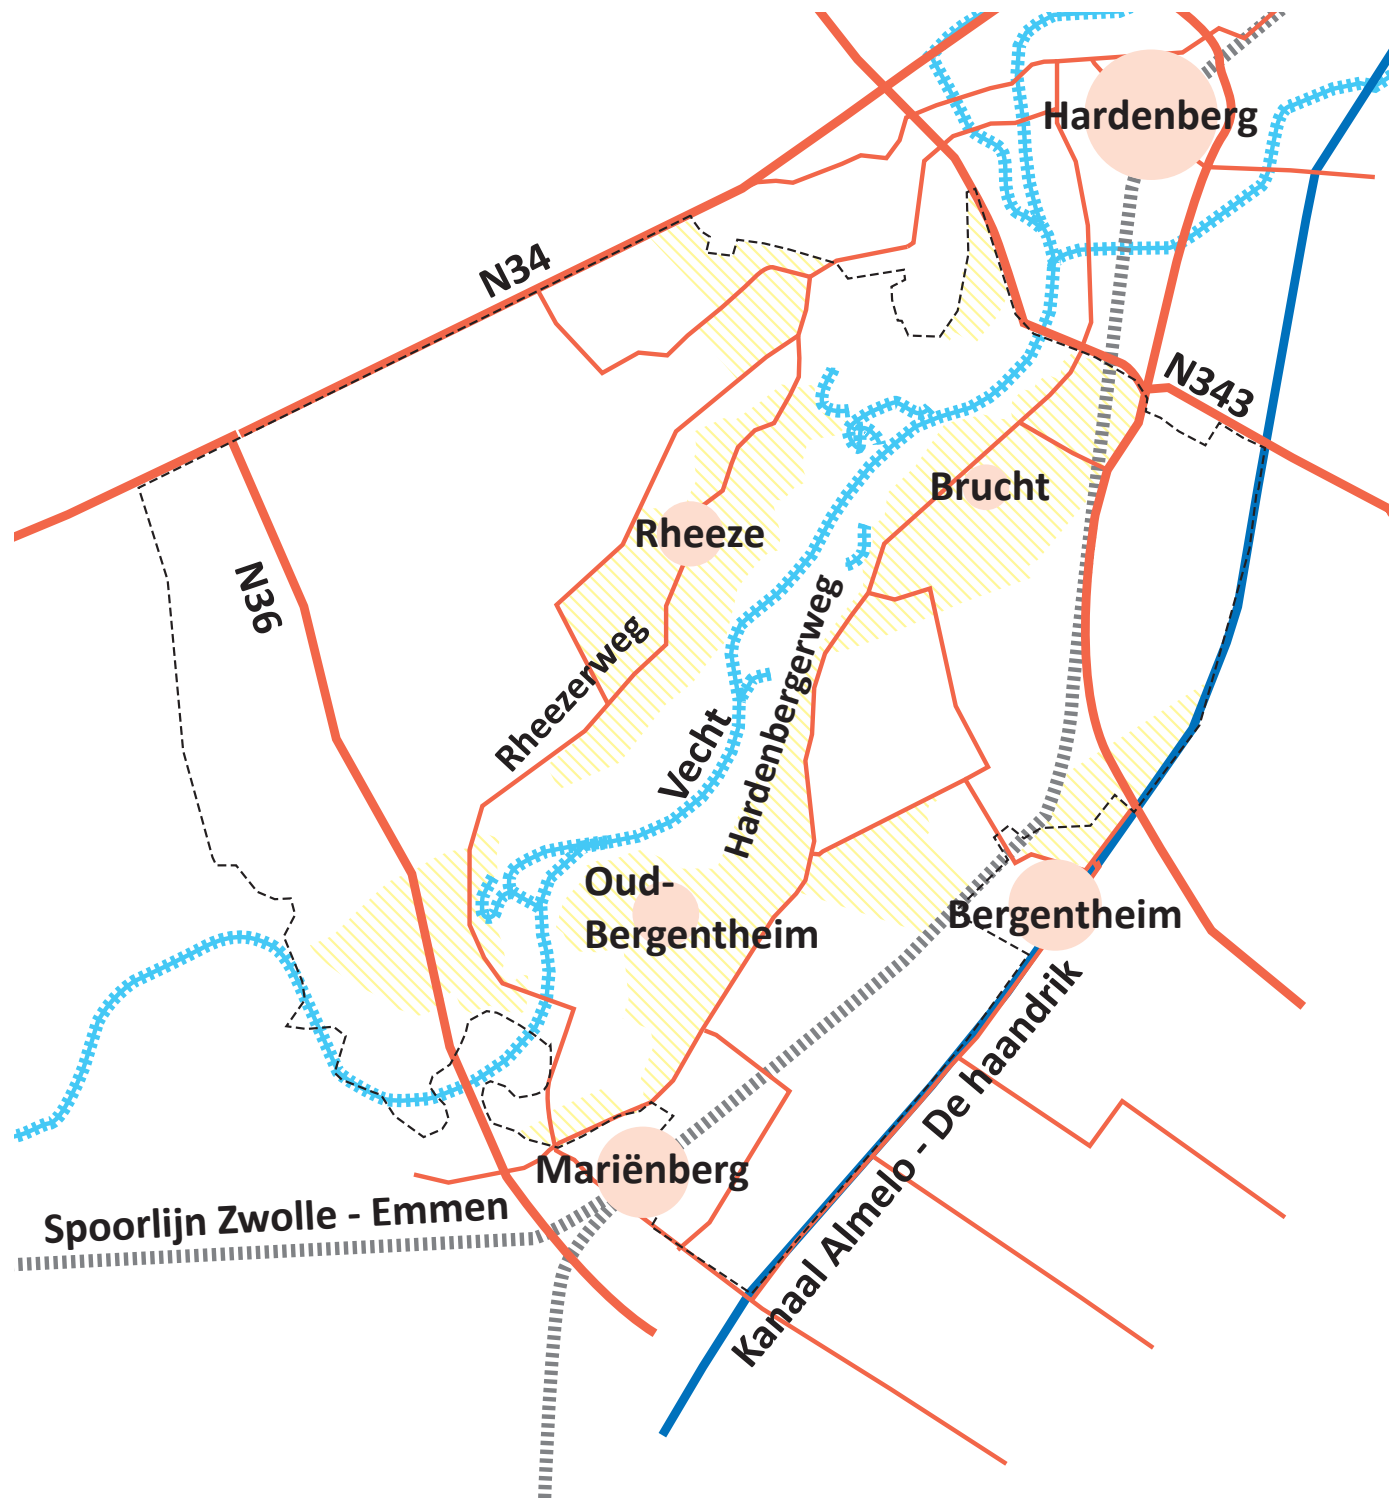 Hardenberg
N34
N343
Brucht
Rheeze
N36
Rheezerweg
Hardenbergerweg
Vecht
Oud-
Bergentheim
Bergentheim
Kanaal Almelo - De haandrik
Mariënberg
Spoorlijn Zwolle - Emmen